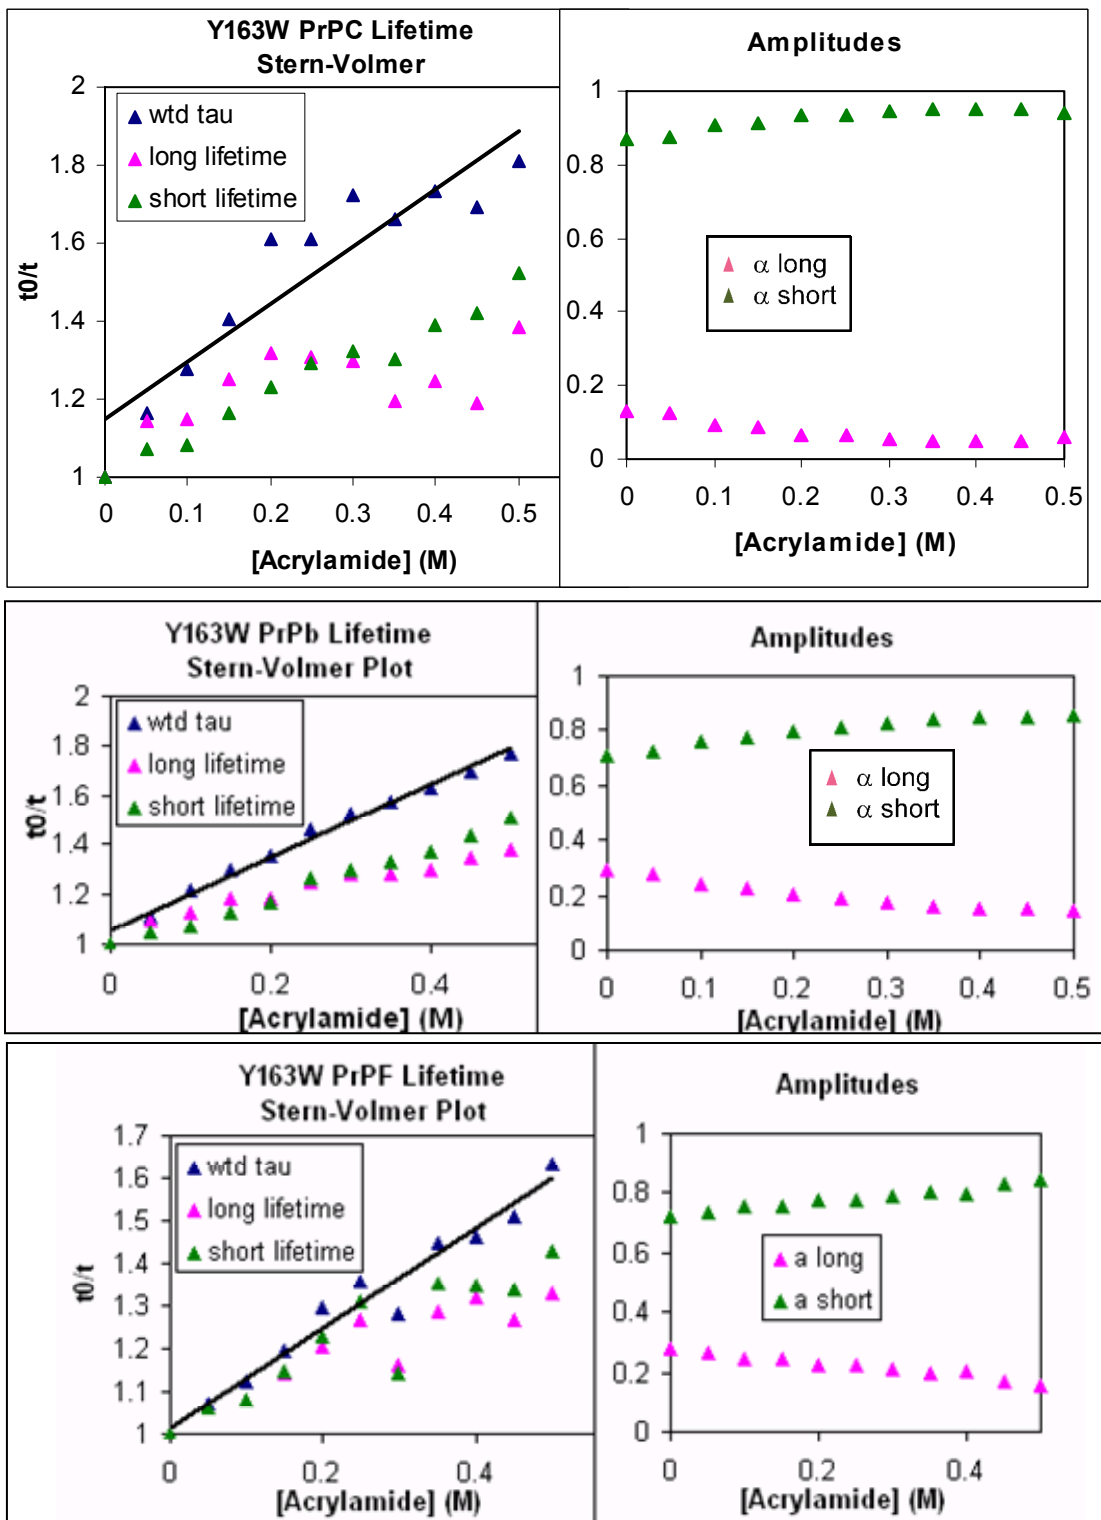 Y163W PrPC Lifetime
Stern-Volmer
wtd tau
long lifetime
short lifetime
2
1.8
1.6
1.4
1.2
1
t0/t
0 0.1 0.2 0.3 0.4 0.5
[Acrylamide] (M)
Amplitudes
1
0.8
0.6
0.4
0.2
0
α long
α short
0 0.1 0.2 0.3 0.4 0.5
[Acrylamide] (M)
Y163W PrPb Lifetime
Stern-Volmer Plot
wtd tau
long lifetime
short lifetime
2
1.8
1.6
1.4
1.2
1
t0/t
0 0.2 0.4
[Acrylamide] (M)
Amplitudes
1
0.8
0.6
0.4
0.2
0
α long
α short
0 0.1 0.2 0.3 0.4 0.5
[Acrylamide] (M)
Y163W PrPF Lifetime
Stern-Volmer Plot
wtd tau
long lifetime
short lifetime
1.7
1.6
1.5
1.4
1.3
1.2
1.1
1
t0/t
0 0.2 0.4
[Acrylamide] (M)
Amplitudes
1
0.8
0.6
0.4
0.2
0
a long
a short
0 0.2 0.4
[Acrylamide] (M)